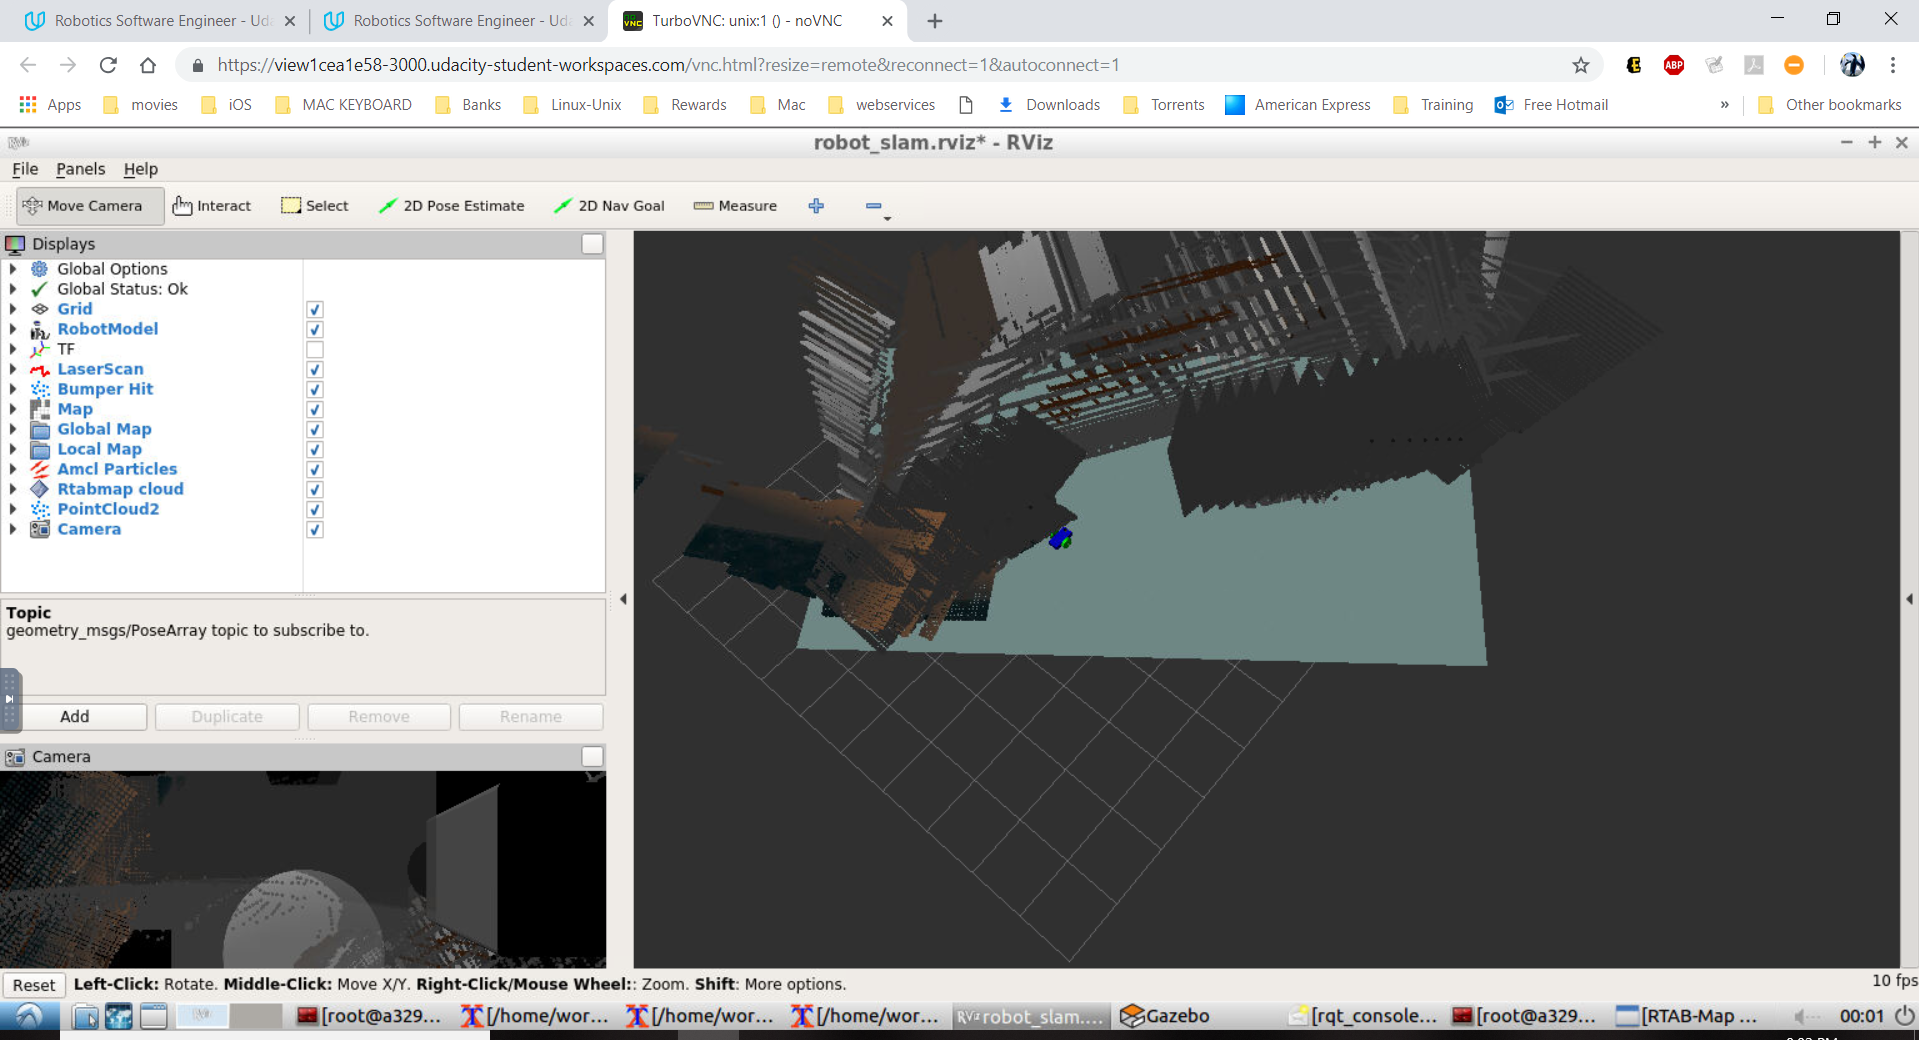 Robotics Software Engineer - Uda
Robotics Software Engineer - Uda
TurboVNC: unix:1 () - noVNC
https://view1cea1e58-3000.udacity-student-workspaces.com/vnc.html?resize=remote&reconnect=1&autoconnect=1
ABP
Apps
movies
iOS
MAC KEYBOARD
Banks
Linux-Unix
Rewards
Mac
webservices
Downloads
Torrents
American Express
Training
Free Hotmail
»
Other bookmarks
robot_slam.rviz* - RViz
File Panels Help
Move Camera
Interact
Select
2D Pose Estimate
2D Nav Goal
Measure
Displays
Global Options
Global Status: Ok
Grid
RobotModel
TF
LaserScan
Bumper Hit
Map
Global Map
Local Map
Amcl Particles
Rtabmap cloud
PointCloud2
Camera
Topic
geometry_msgs/PoseArray topic to subscribe to.
Add
Duplicate
Remove
Rename
Camera
Reset
Left-Click: Rotate. Middle-Click: Move X/Y. Right-Click/Mouse Wheel:: Zoom. Shift: More options.
10 fps
[root@a329...
[/home/wor...
[/home/wor...
[/home/wor...
robot_slam....
Gazebo
[rqt_console...
[root@a329...
[RTAB-Map ...
00:01